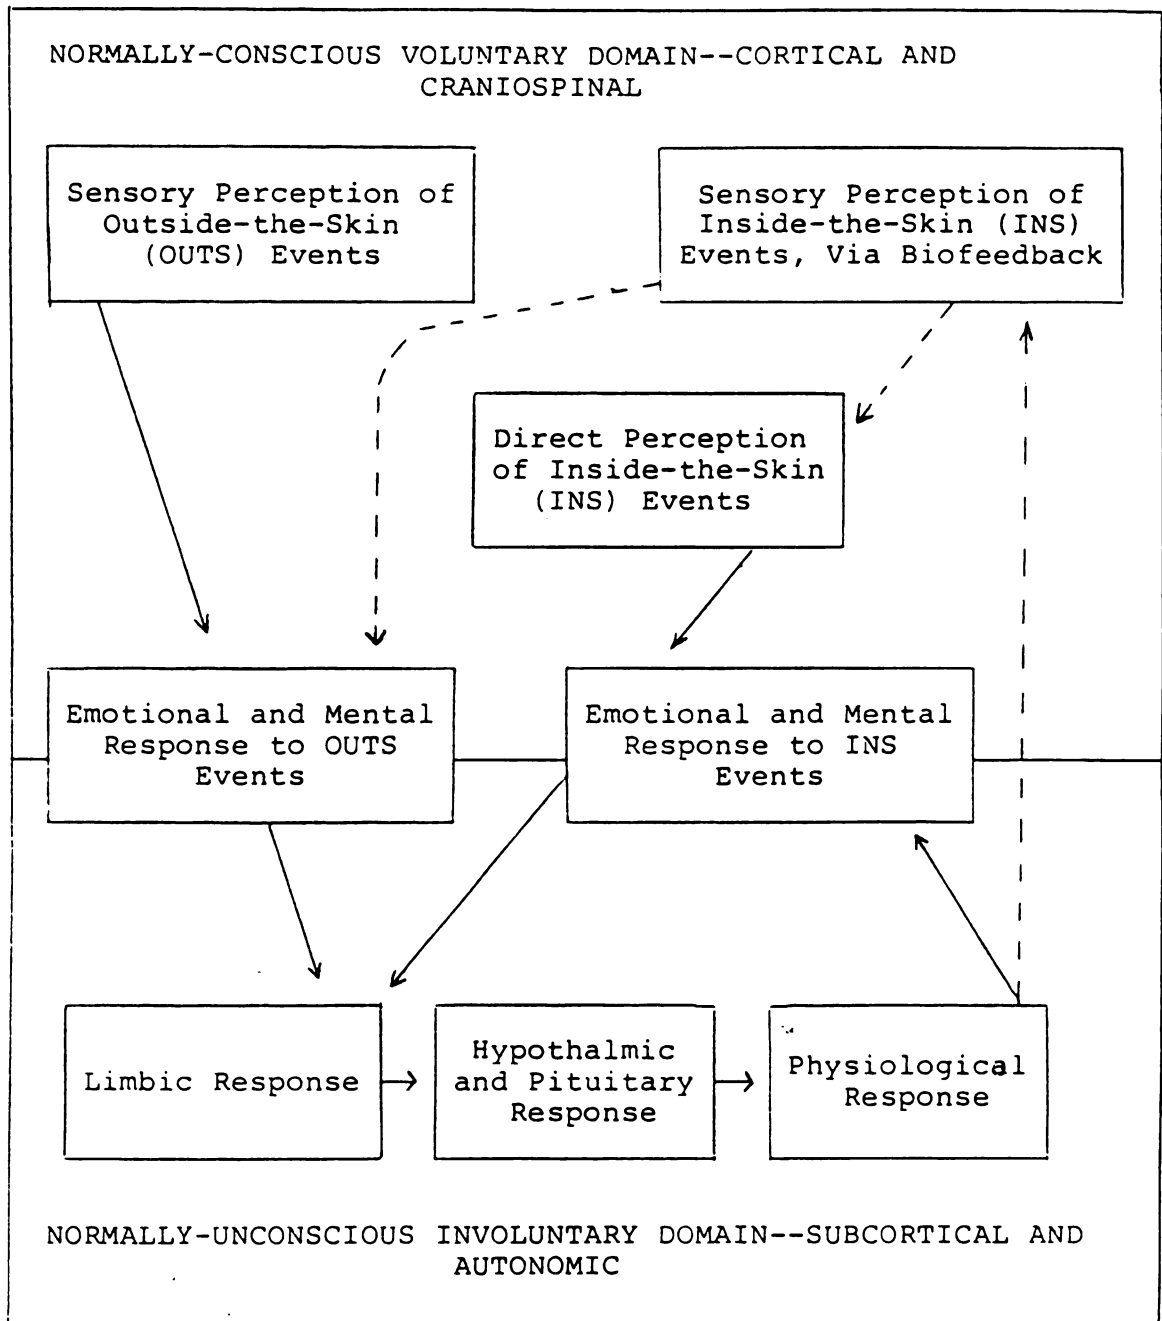 NORMALLY-CONSCIOUS VOLUNTARY DOMAIN--CORTICAL AND
CRANIOSPINAL
Sensory Perception of
Outside-the-Skin
(OUTS) Events
Sensory Perception of
Inside-the-Skin (INS)
Events, Via Biofeedback
Direct Perception
of Inside-the-Skin
(INS) Events
Emotional and Mental
Response to OUTS
Events
Emotional and Mental
Response to INS
Events
Limbic Response
Hypothalmic
and Pituitary
Response
Physiological
Response
NORMALLY-UNCONSCIOUS INVOLUNTARY DOMAIN--SUBCORTICAL AND
AUTONOMIC